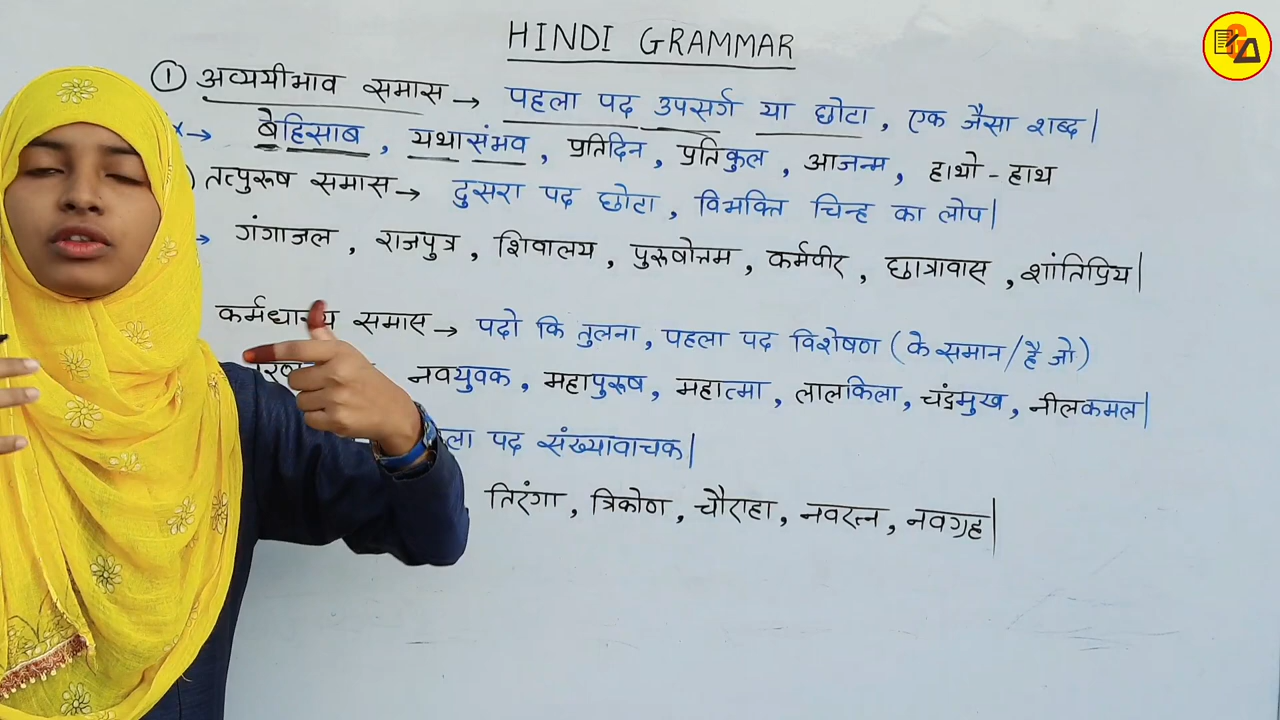 HINDI GRAMMAR
① अव्ययीभाव समास → पहला पद उपसर्ग या छोटा, एक जैसा शब्द|
x→ बेहिसाब, यथासंभव, प्रतिदिन, प्रतिकुल, आजन्म, हाथो - हाथ
) तत्पुरूष समास → दुसरा पद छोटा, विभक्ति चिन्ह का लोप|
→ गंगाजल, राजपुत्र, शिवालय, पुरूषोत्तम, कर्मवीर, छात्रावास, शांतिप्रिय|
कर्मधारय समास → पदो कि तुलना, पहला पद विशेषण (के समान/है जो)
नवयुवक, महापुरूष, महात्मा, लालकिला, चंद्रमुख, नीलकमल|
ला पद संख्यावाचक|
तिरंगा, त्रिकोण, चौराहा, नवरत्न, नवग्रह|